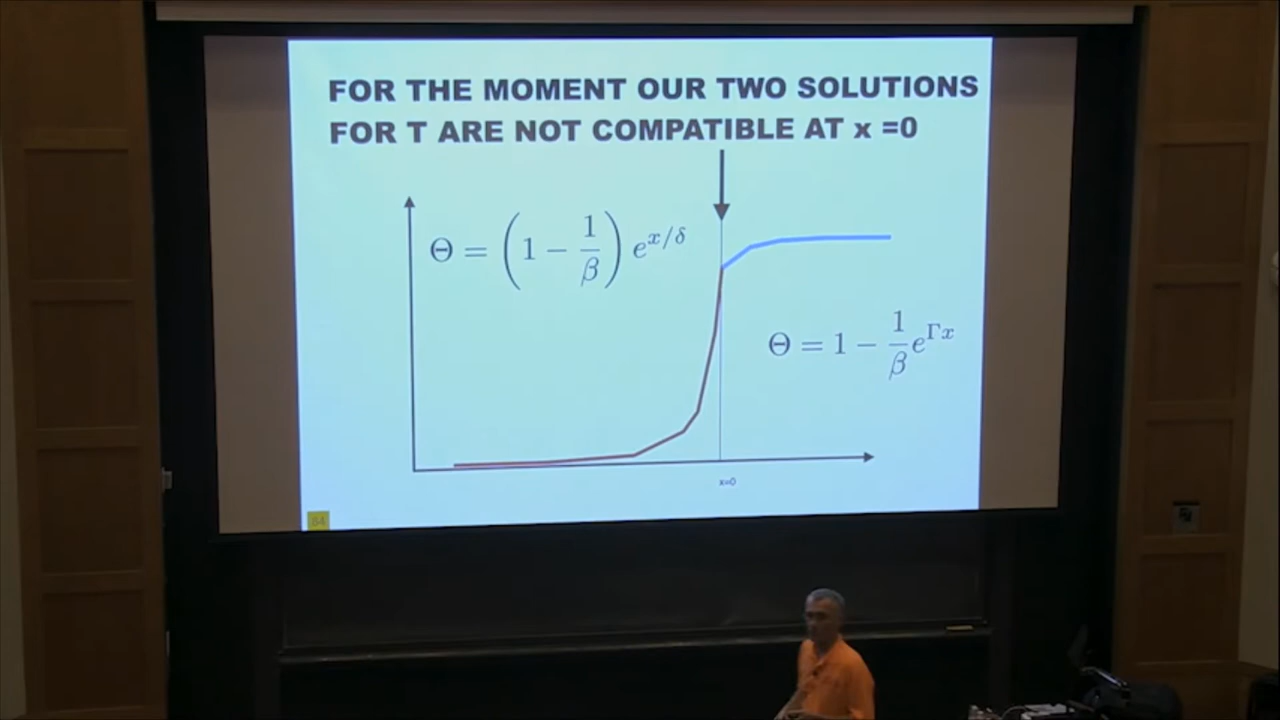 FOR THE MOMENT OUR TWO SOLUTIONS
FOR T ARE NOT COMPATIBLE AT x =0
Θ = (1 − 1/β) e^{x/δ}
Θ = 1 − 1/β e^{Γx}
x=0
84